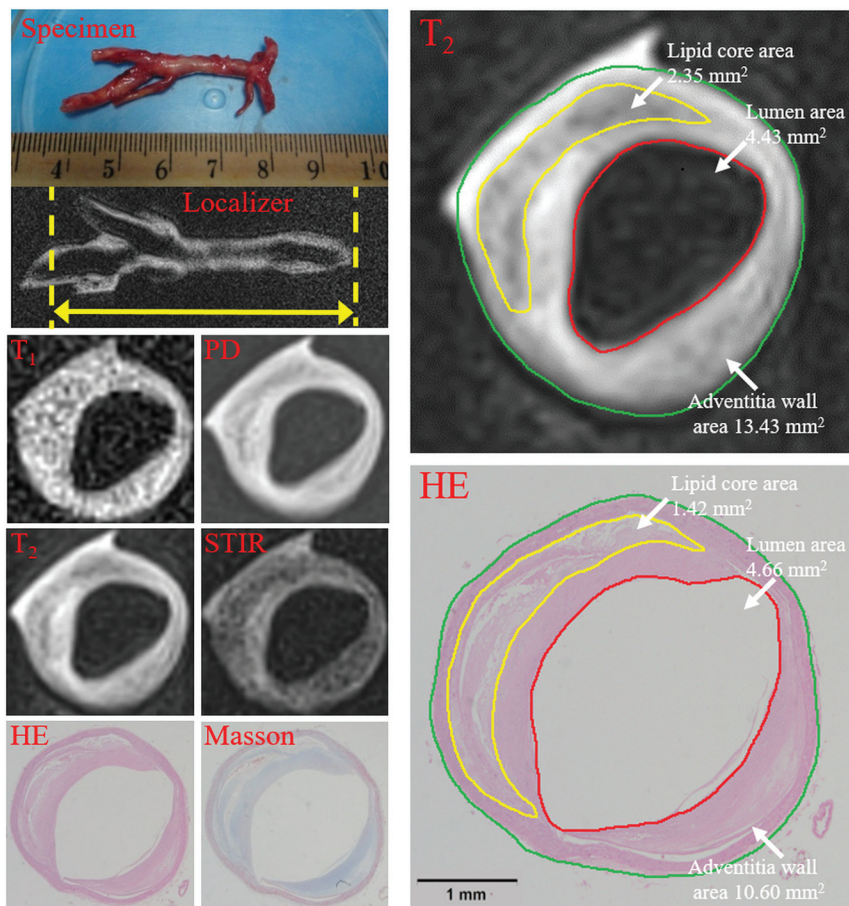 Specimen
4 5 6 7 8 9 10
Localizer
T1
PD
T2
STIR
HE
Masson
T2
Lipid core area
2.35 mm²
Lumen area
4.43 mm²
Adventitia wall
area 13.43 mm²
HE
Lipid core area
1.42 mm²
Lumen area
4.66 mm²
Adventitia wall
area 10.60 mm²
1 mm